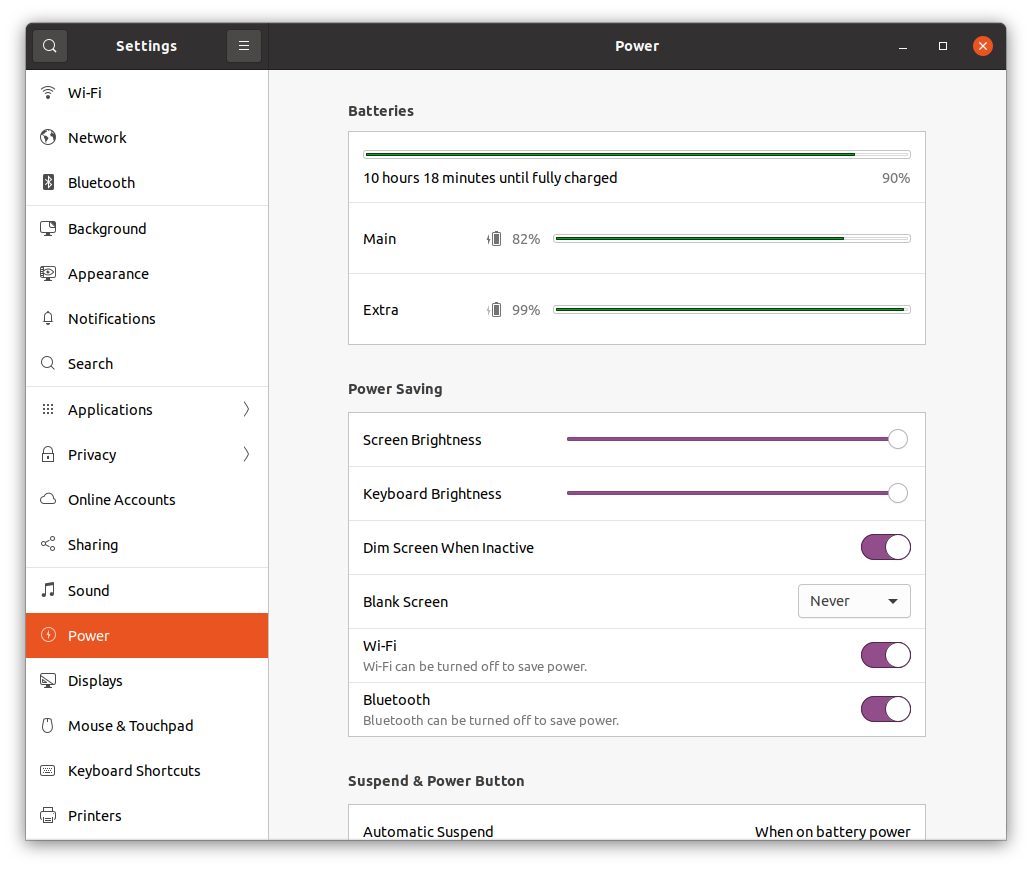 Settings
Power
Wi-Fi
Network
Bluetooth
Background
Appearance
Notifications
Search
Applications
Privacy
Online Accounts
Sharing
Sound
Power
Displays
Mouse & Touchpad
Keyboard Shortcuts
Printers
Batteries
10 hours 18 minutes until fully charged 90%
Main 82%
Extra 99%
Power Saving
Screen Brightness
Keyboard Brightness
Dim Screen When Inactive
Blank Screen Never
Wi-Fi
Wi-Fi can be turned off to save power.
Bluetooth
Bluetooth can be turned off to save power.
Suspend & Power Button
Automatic Suspend When on battery power